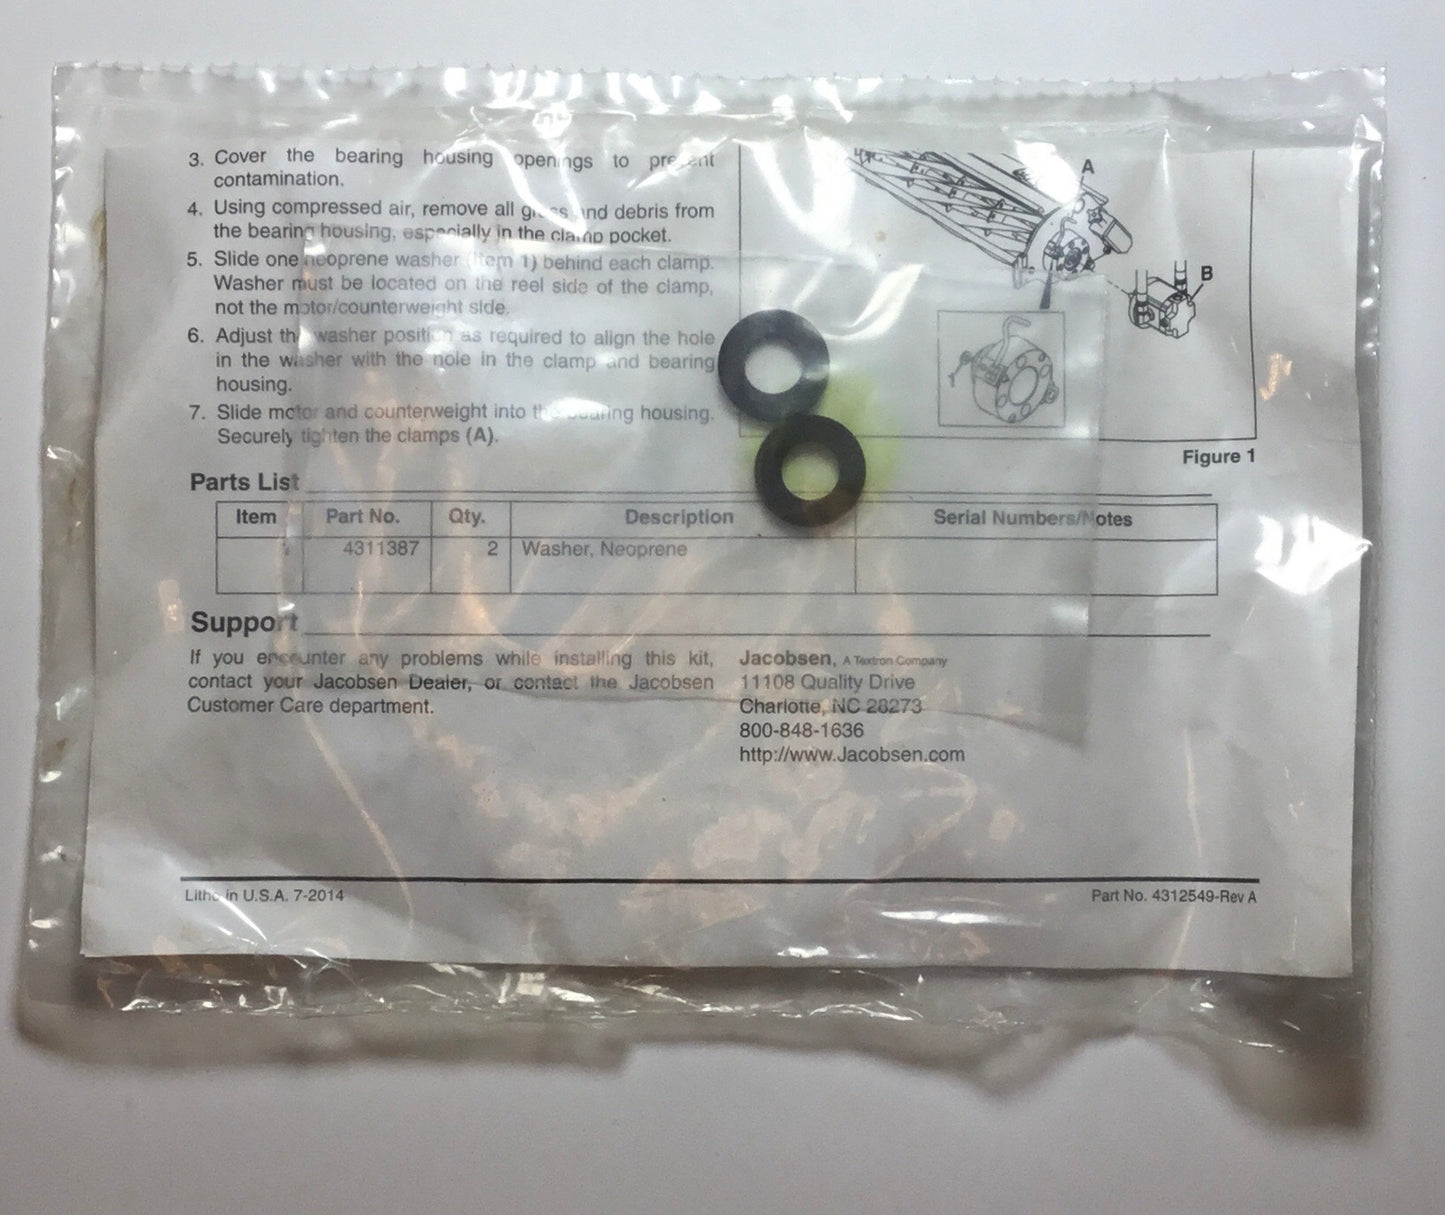 3. Cover the bearing housing openings to prevent
contamination.
4. Using compressed air, remove all grass and debris from
the bearing housing, especially in the clamp pocket.
5. Slide one neoprene washer (Item 1) behind each clamp.
Washer must be located on the reel side of the clamp,
not the motor/counterweight side.
6. Adjust the washer position as required to align the hole
in the washer with the hole in the clamp and bearing
housing.
7. Slide motor and counterweight into the bearing housing.
Securely tighten the clamps (A).
A
B
1
Figure 1
Parts List
Item Part No. Qty. Description Serial Numbers/Notes
1 4311387 2 Washer, Neoprene
Support
If you encounter any problems while installing this kit,
contact your Jacobsen Dealer, or contact the Jacobsen
Customer Care department.
Jacobsen, A Textron Company
11108 Quality Drive
Charlotte, NC 28273
800-848-1636
http://www.Jacobsen.com
Litho in U.S.A. 7-2014
Part No. 4312549-Rev A